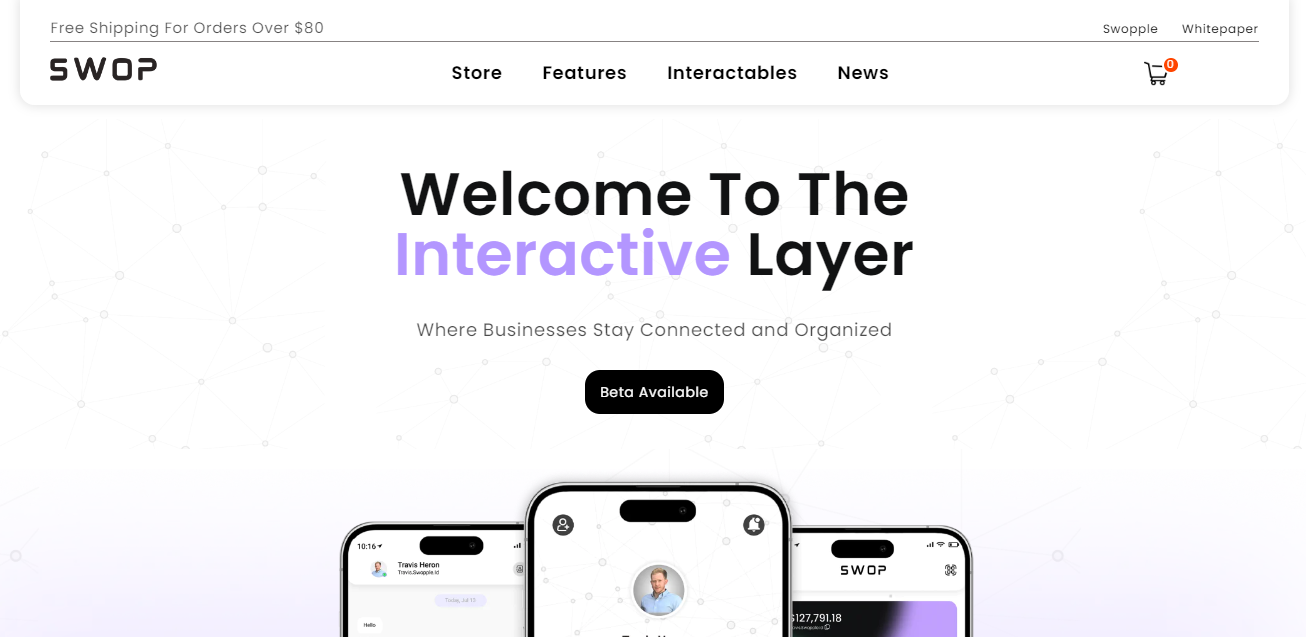 Free Shipping For Orders Over $80
Swopple Whitepaper
SWOP
Store Features Interactables News
0
Welcome To The
Interactive Layer
Where Businesses Stay Connected and Organized
Beta Available
10:16
Travis Heron
Travis.Swopple.Id
Today, Jul 15
Hello
SWOP
$127,791.18